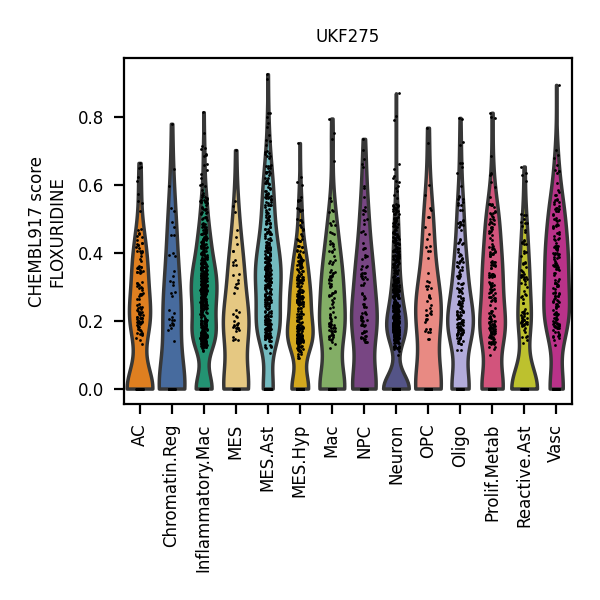 UKF275
CHEMBL917 score
FLOXURIDINE
0.8
0.6
0.4
0.2
0.0
AC
Chromatin.Reg
Inflammatory.Mac
MES
MES.Ast
MES.Hyp
Mac
NPC
Neuron
OPC
Oligo
Prolif.Metab
Reactive.Ast
Vasc